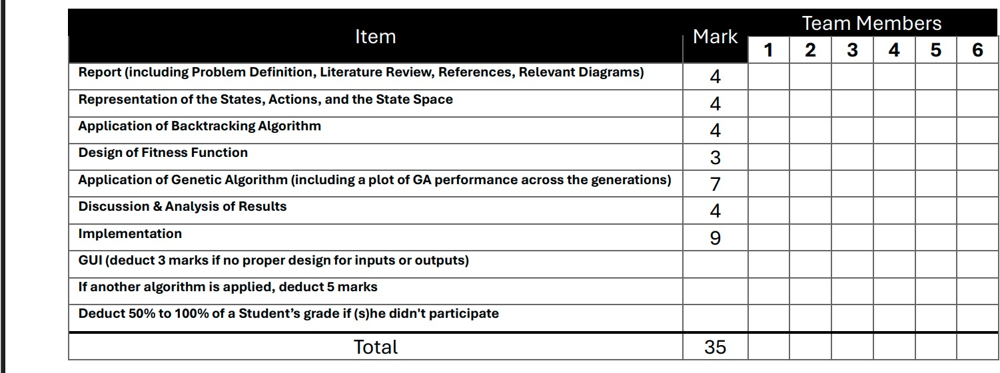 Item Mark Team Members
1 2 3 4 5 6
Report (including Problem Definition, Literature Review, References, Relevant Diagrams) 4
Representation of the States, Actions, and the State Space 4
Application of Backtracking Algorithm 4
Design of Fitness Function 3
Application of Genetic Algorithm (including a plot of GA performance across the generations) 7
Discussion & Analysis of Results 4
Implementation 9
GUI (deduct 3 marks if no proper design for inputs or outputs)
If another algorithm is applied, deduct 5 marks
Deduct 50% to 100% of a Student’s grade if (s)he didn't participate
Total 35